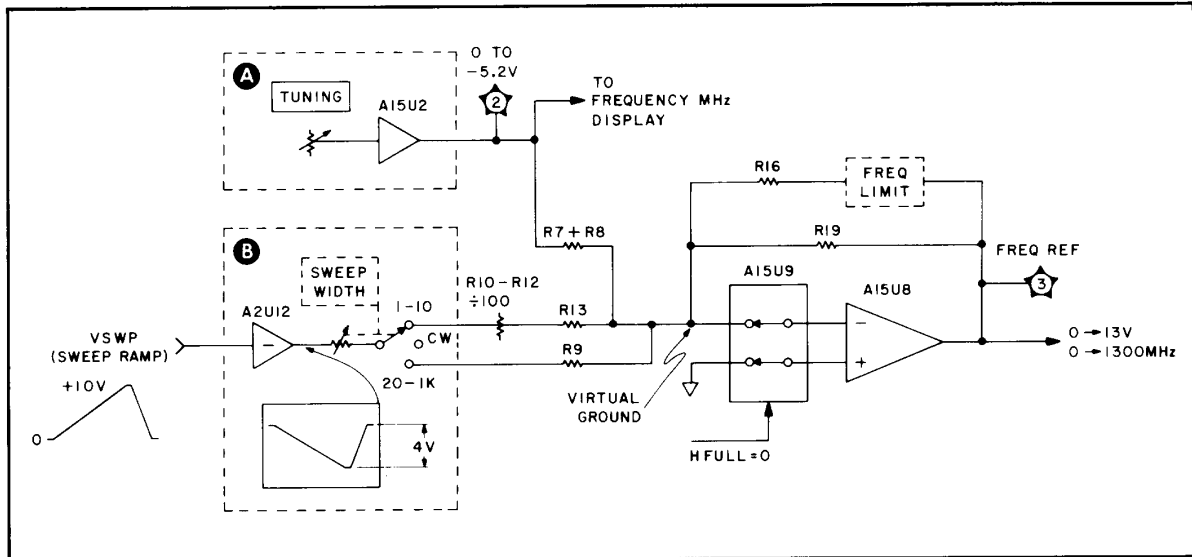 A
TUNING
A15U2
0 TO
-5.2V
2
TO
FREQUENCY MHz
DISPLAY
R16
FREQ
LIMIT
R7+R8
R19
FREQ REF
3
B
SWEEP
WIDTH
A2U12
1-10
R10-R12
÷100
R13
A15U9
A15U8
VSWP
(SWEEP RAMP)
CW
R9
0→13V
0→1300MHz
+10V
0
20-1K
VIRTUAL
GROUND
4V
HFULL=0
−
−
+